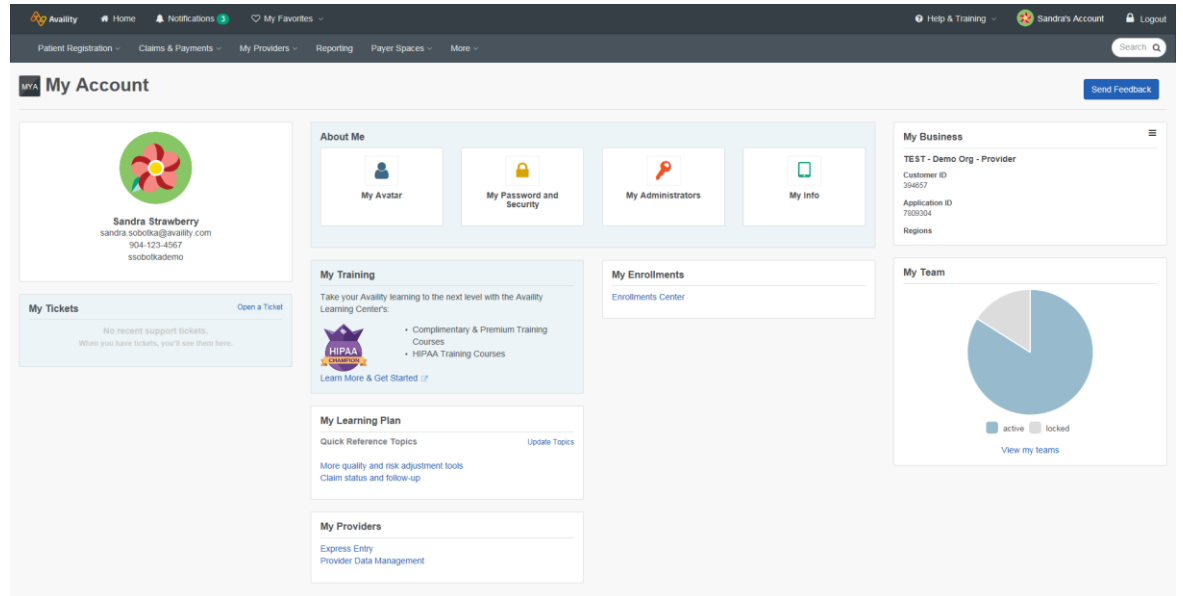 Availity Home Notifications 3 My Favorites Help & Training Sandra's Account Logout
Patient Registration Claims & Payments My Providers Reporting Payer Spaces More Search
MYA My Account
Send Feedback
Sandra Strawberry
sandra.sobotka@availity.com
904-123-4567
ssobotkademo
My Tickets Open a Ticket
No recent support tickets.
When you have tickets, you'll see them here.
About Me
My Avatar
My Password and
Security
My Administrators
My Info
My Training
Take your Availity learning to the next level with the Availity
Learning Center's:
HIPAA
CHAMPION
• Complimentary & Premium Training
Courses
• HIPAA Training Courses
Learn More & Get Started
My Enrollments
Enrollments Center
My Learning Plan
Quick Reference Topics Update Topics
More quality and risk adjustment tools
Claim status and follow-up
My Providers
Express Entry
Provider Data Management
My Business
TEST - Demo Org - Provider
Customer ID
394657
Application ID
7809304
Regions
My Team
active locked
View my teams